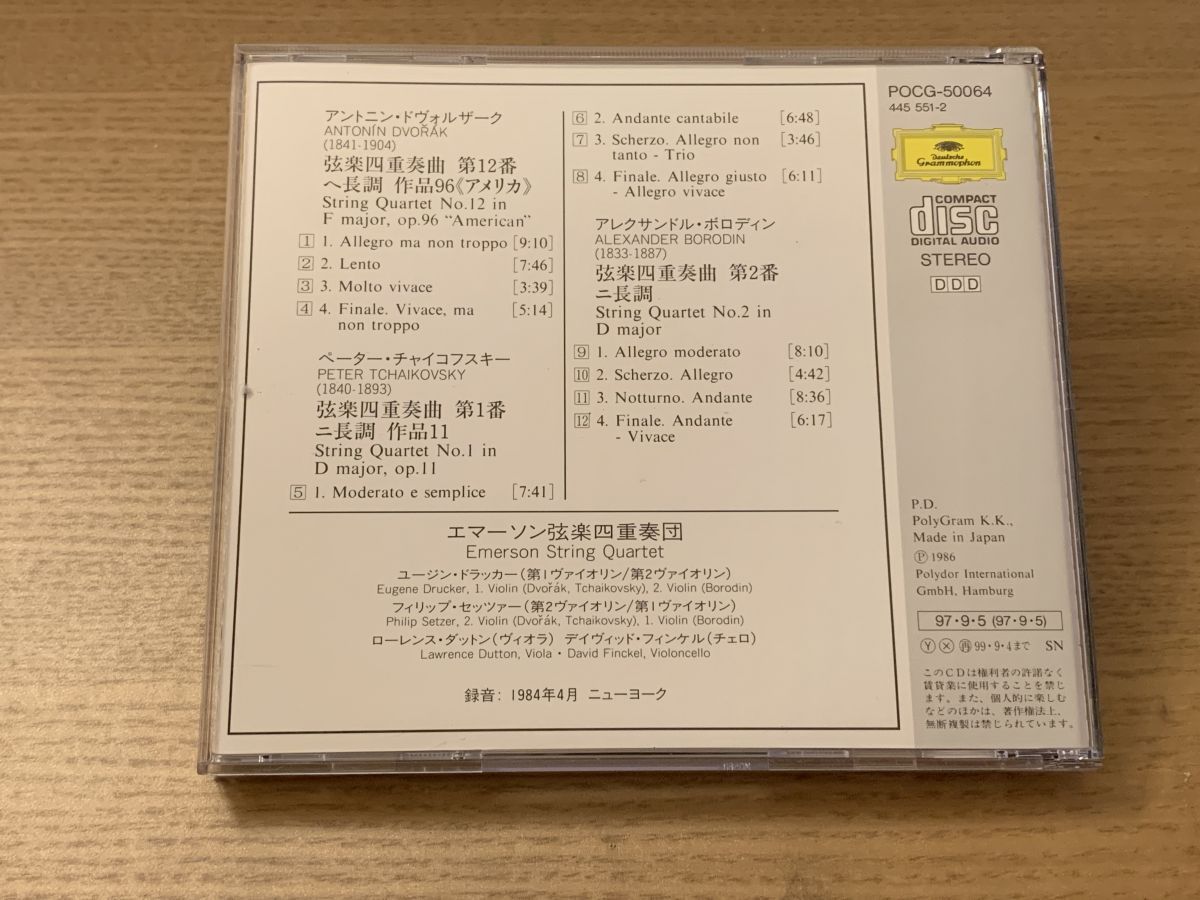 アントニン・ドヴォルザーク
ANTONÍN DVOŘÁK
(1841-1904)
弦楽四重奏曲 第12番
ヘ長調 作品96《アメリカ》
String Quartet No.12 in
F major, op.96 “American”
1 1. Allegro ma non troppo [9:10]
2 2. Lento [7:46]
3 3. Molto vivace [3:39]
4 4. Finale. Vivace, ma [5:14]
non troppo
ペーター・チャイコフスキー
PETER TCHAIKOVSKY
(1840-1893)
弦楽四重奏曲 第1番
ニ長調 作品11
String Quartet No.1 in
D major, op.11
5 1. Moderato e semplice [7:41]
6 2. Andante cantabile [6:48]
7 3. Scherzo. Allegro non [3:46]
tanto - Trio
8 4. Finale. Allegro giusto [6:11]
- Allegro vivace
アレクサンドル・ボロディン
ALEXANDER BORODIN
(1833-1887)
弦楽四重奏曲 第2番
ニ長調
String Quartet No.2 in
D major
9 1. Allegro moderato [8:10]
10 2. Scherzo. Allegro [4:42]
11 3. Notturno. Andante [8:36]
12 4. Finale. Andante [6:17]
- Vivace
エマーソン弦楽四重奏団
Emerson String Quartet
ユージン・ドラッカー(第1ヴァイオリン/第2ヴァイオリン)
Eugene Drucker, 1. Violin (Dvořák, Tchaikovsky), 2. Violin (Borodin)
フィリップ・セッツァー(第2ヴァイオリン/第1ヴァイオリン)
Philip Setzer, 2. Violin (Dvořák, Tchaikovsky), 1. Violin (Borodin)
ローレンス・ダットン(ヴィオラ) デイヴィッド・フィンケル(チェロ)
Lawrence Dutton, Viola・David Finckel, Violoncello
録音: 1984年4月 ニューヨーク
POCG-50064
445 551-2
Deutsche
Grammophon
COMPACT
disc
DIGITAL AUDIO
STEREO
DDD
P.D.
PolyGram K.K.,
Made in Japan
Ⓟ 1986
Polydor International
GmbH, Hamburg
97・9・5 (97・9・5)
Ⓨ ⓧ ㊢ 99・9・4まで SN
このCDは権利者の許諾なく
賃貸業に使用することを禁じ
ます。また、個人的に楽しむ
などのほかは、著作権法上、
無断複製は禁じられています。